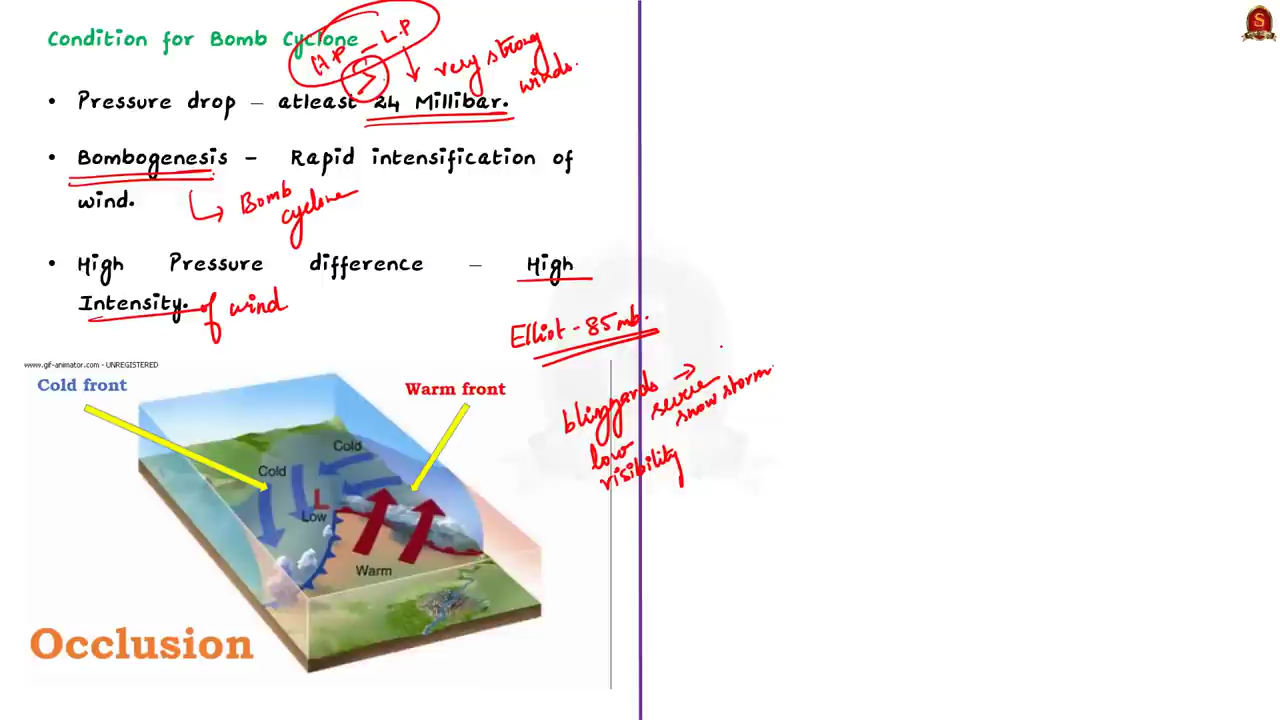 Condition for Bomb Cyclone
H.P – L.P
>
very strong
winds.
• Pressure drop – atleast 24 Millibar.
• Bombogenesis – Rapid intensification of
wind.
Bomb
cyclone
• High Pressure difference – High
Intensity. of wind
Elliot - 85 mb.
blizzards → severe
snow storm
low
visibility
www.gif-animator.com - UNREGISTERED
Cold front
Warm front
Cold
Cold
L
Low
Warm
Occlusion
S